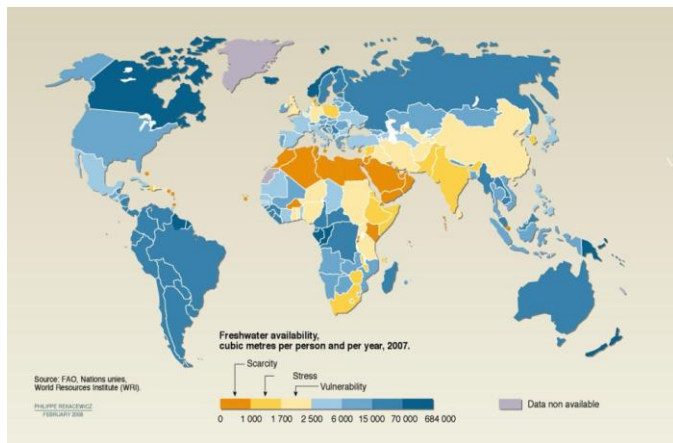 Freshwater availability,
cubic metres per person and per year, 2007.
Scarcity
Stress
Vulnerability
0 1 000 1 700 2 500 6 000 15 000 70 000 684 000
Data non available
Source: FAO, Nations unies,
World Resources Institute (WRI).
PHILIPPE REKACEWICZ
FEBRUARY 2008